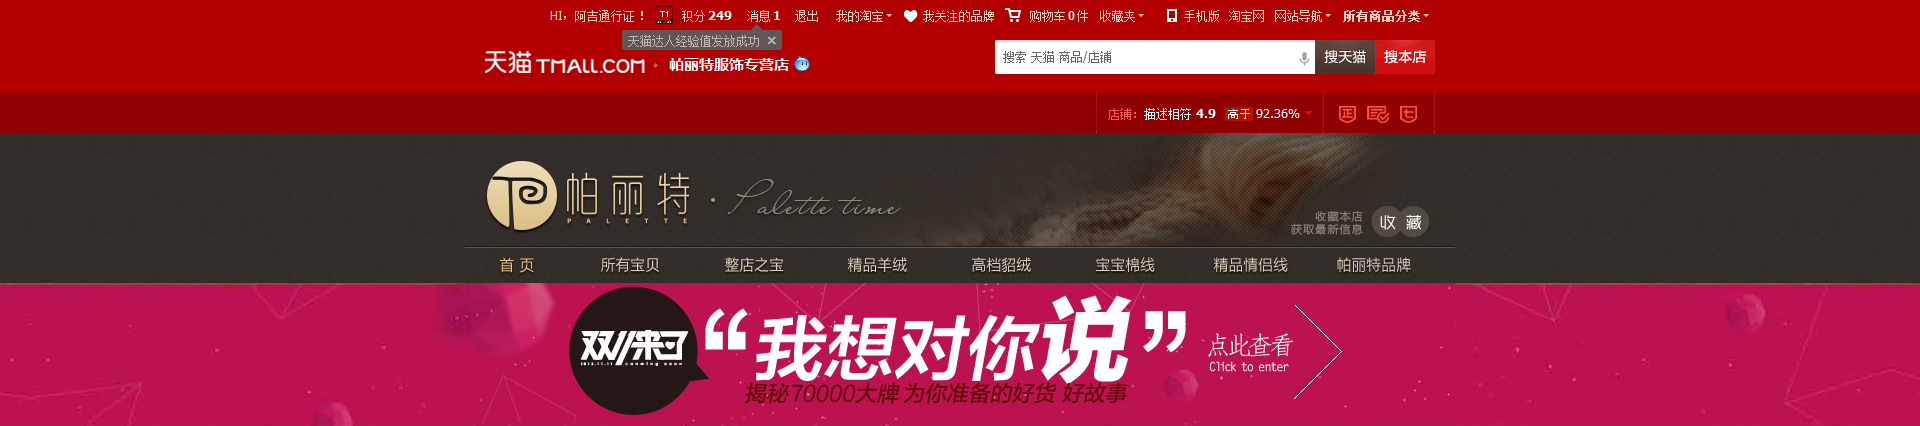 HI，阿吉通行证！ T1 积分 249 消息 1 退出 我的淘宝 我关注的品牌 购物车 0 件 收藏夹 手机版 淘宝网 网站导航 所有商品分类
天猫达人经验值发放成功 ×
天猫 TMALL.COM 帕丽特服饰专营店
搜索 天猫 商品/店铺 搜天猫 搜本店
店铺： 描述相符 4.9 高于 92.36% 正 七
帕丽特 · Palette time
PALETTE
收藏本店
获取最新信息
收藏
首页 所有宝贝 整店之宝 精品羊绒 高档貂绒 宝宝棉线 精品情侣线 帕丽特品牌
双11来了
2013.11.11 coming soon
“我想对你说”
揭秘70000大牌 为你准备的好货 好故事
点此查看
Click to enter